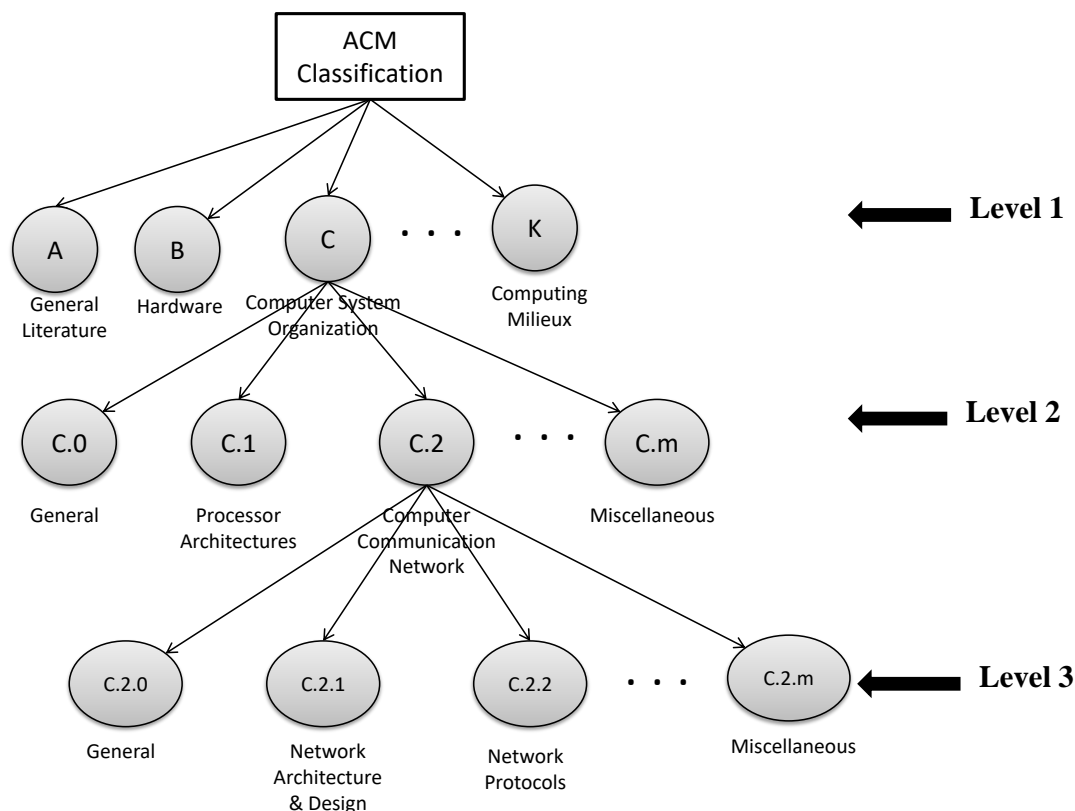 ACM
Classification
A
B
C
. . .
K
Level 1
General
Literature
Hardware
Computer System
Organization
Computing
Milieux
C.0
C.1
C.2
. . .
C.m
Level 2
General
Processor
Architectures
Computer
Communication
Network
Miscellaneous
C.2.0
C.2.1
C.2.2
. . .
C.2.m
Level 3
General
Network
Architecture
& Design
Network
Protocols
Miscellaneous